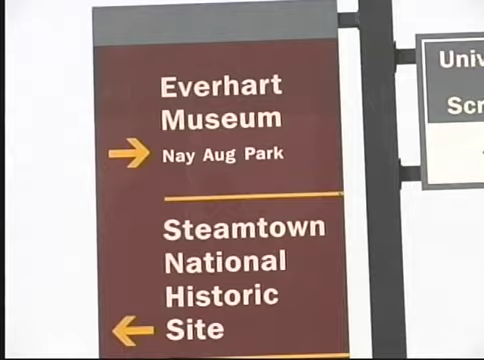 Everhart
Museum
Nay Aug Park
Steamtown
National
Historic
Site